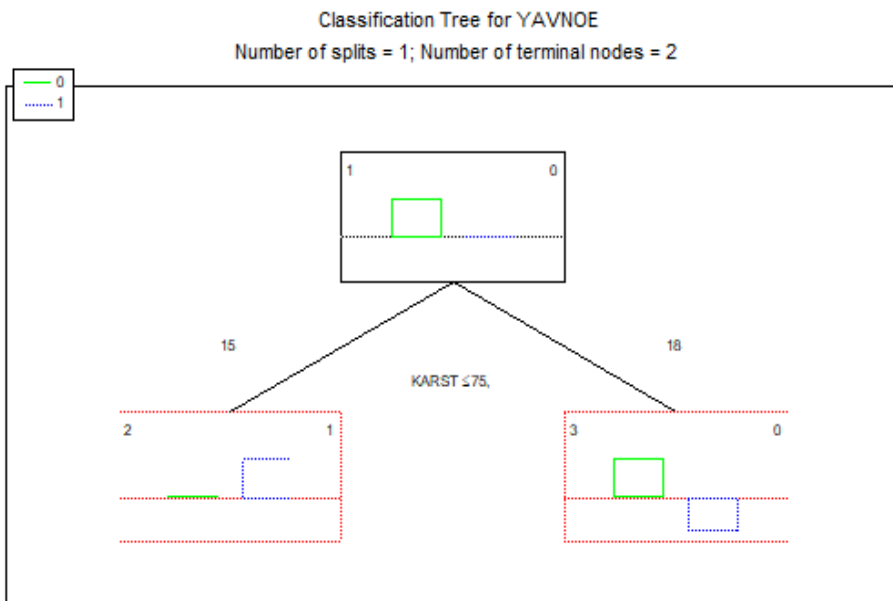 Classification Tree for YAVNOE
Number of splits = 1; Number of terminal nodes = 2
0
1
1 0
15 18
KARST ≤75,
2 1 3 0